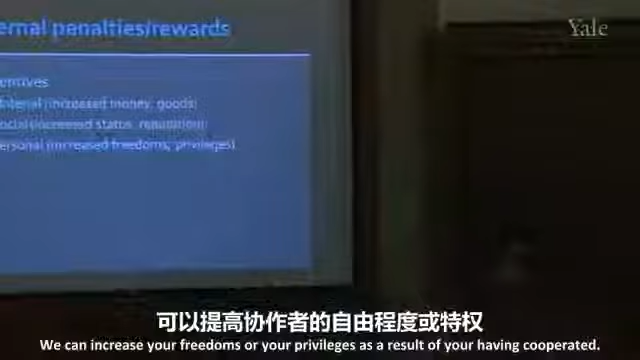 ernal penalties/rewards
Yale
entives
aterial (increased money, goods)
ocial (increased status, reputation)
ersonal (increased freedoms, privileges)
可以提高协作者的自由程度或特权
We can increase your freedoms or your privileges as a result of your having cooperated.